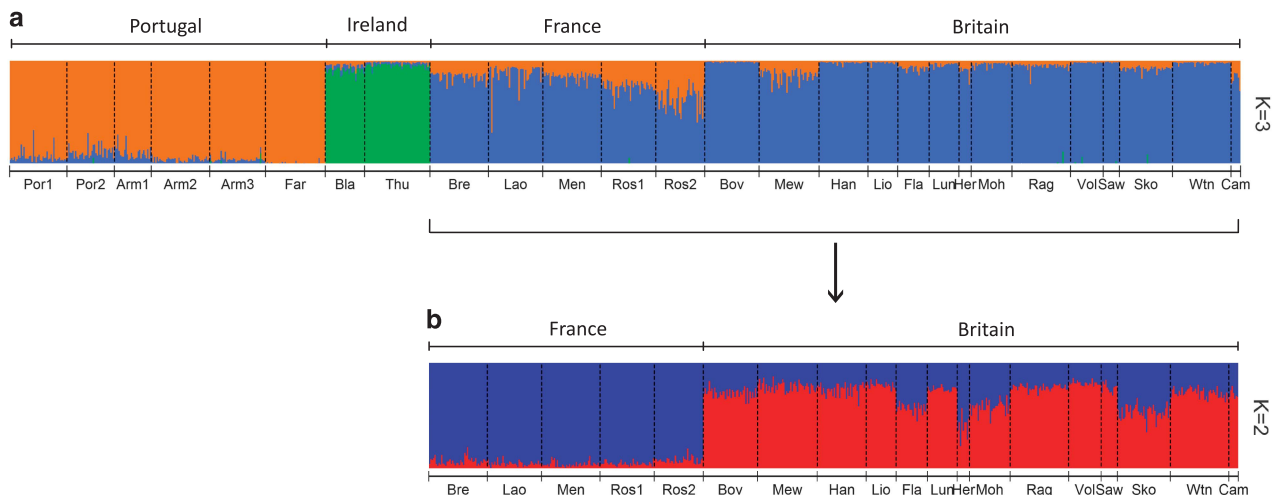 a
Portugal Ireland France Britain
K=3
Por1 Por2 Arm1 Arm2 Arm3 Far Bla Thu Bre Lao Men Ros1 Ros2 Bov Mew Han Lio Fla Lun Her Moh Rag Vol Saw Sko Wtn Cam
b
France Britain
K=2
Bre Lao Men Ros1 Ros2 Bov Mew Han Lio Fla Lun Her Moh Rag Vol Saw Sko Wtn Cam